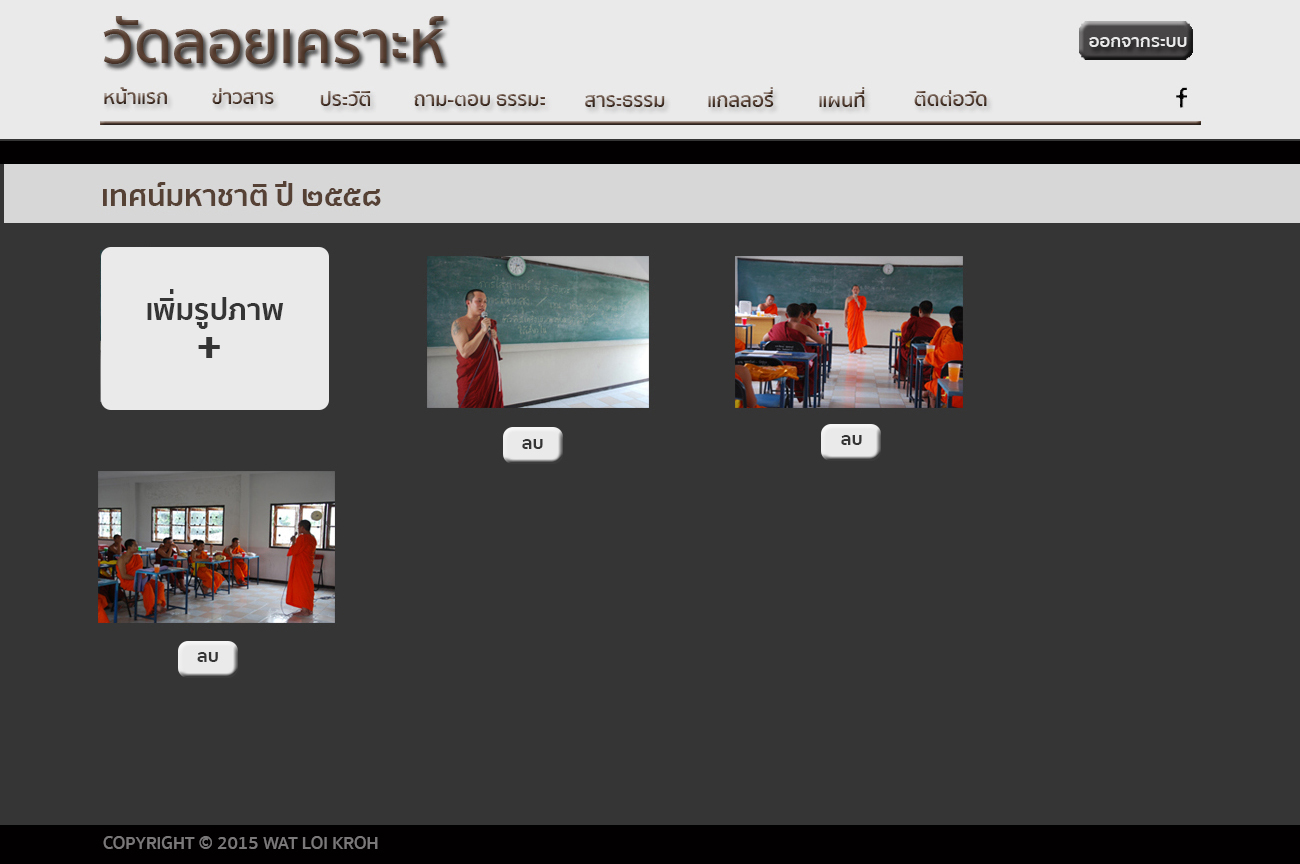 วัดลอยเคราะห์
ออกจากระบบ
หน้าแรก ข่าวสาร ประวัติ ถาม-ตอบ ธรรมะ สาระธรรม แกลลอรี่ แผนที่ ติดต่อวัด f
เทศน์มหาชาติ ปี ๒๕๕๘
เพิ่มรูปภาพ
+
ลบ ลบ
ลบ
COPYRIGHT © 2015 WAT LOI KROH